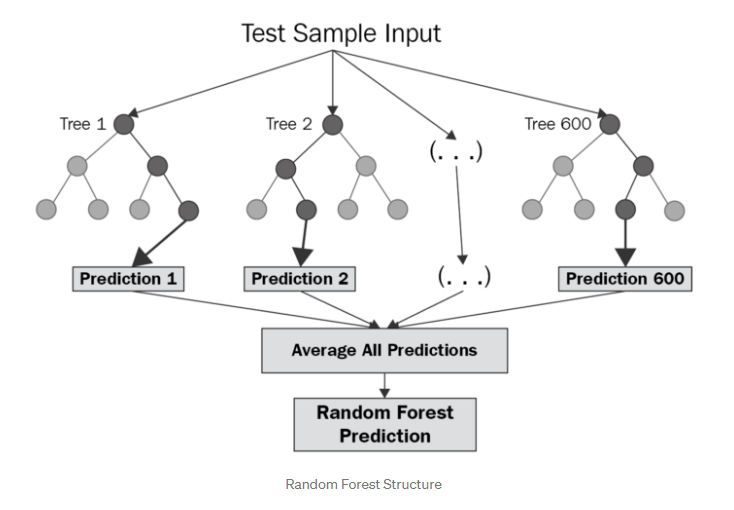 Test Sample Input
Tree 1
Tree 2
(. . .)
Tree 600
Prediction 1
Prediction 2
(. . .)
Prediction 600
Average All Predictions
Random Forest
Prediction
Random Forest Structure